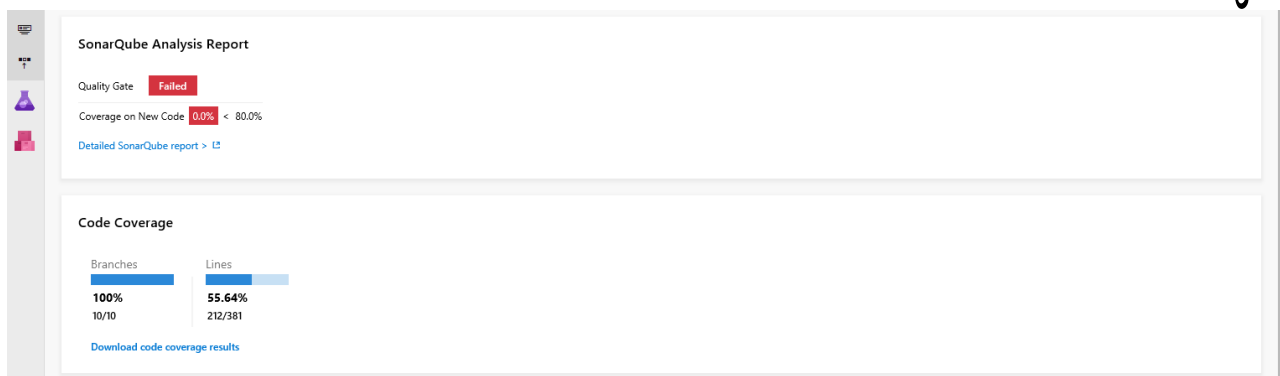 SonarQube Analysis Report
Quality Gate Failed
Coverage on New Code 0.0% < 80.0%
Detailed SonarQube report >
Code Coverage
Branches Lines
100% 55.64%
10/10 212/381
Download code coverage results